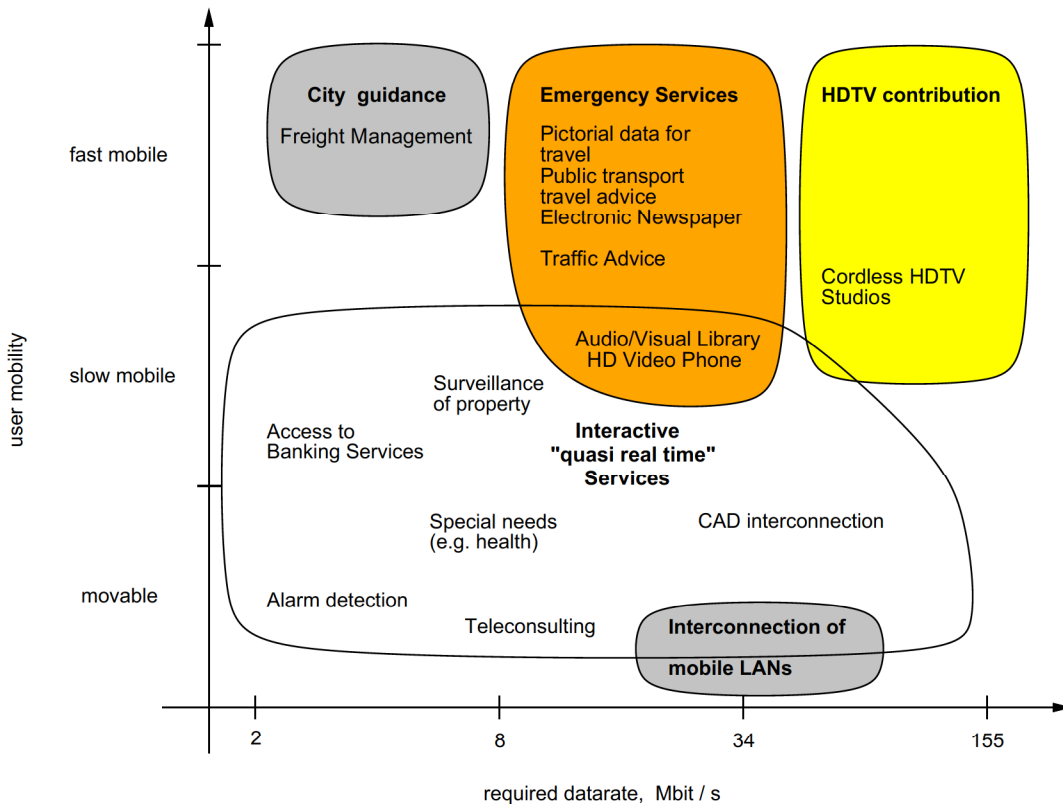 City guidance
Freight Management
Emergency Services
Pictorial data for
travel
Public transport
travel advice
Electronic Newspaper
Traffic Advice
HDTV contribution
Cordless HDTV
Studios
fast mobile
user mobility
slow mobile
movable
Audio/Visual Library
HD Video Phone
Surveillance
of property
Access to
Banking Services
Interactive
"quasi real time"
Services
Special needs
(e.g. health)
CAD interconnection
Alarm detection
Teleconsulting
Interconnection of
mobile LANs
2
8
34
155
required datarate, Mbit / s